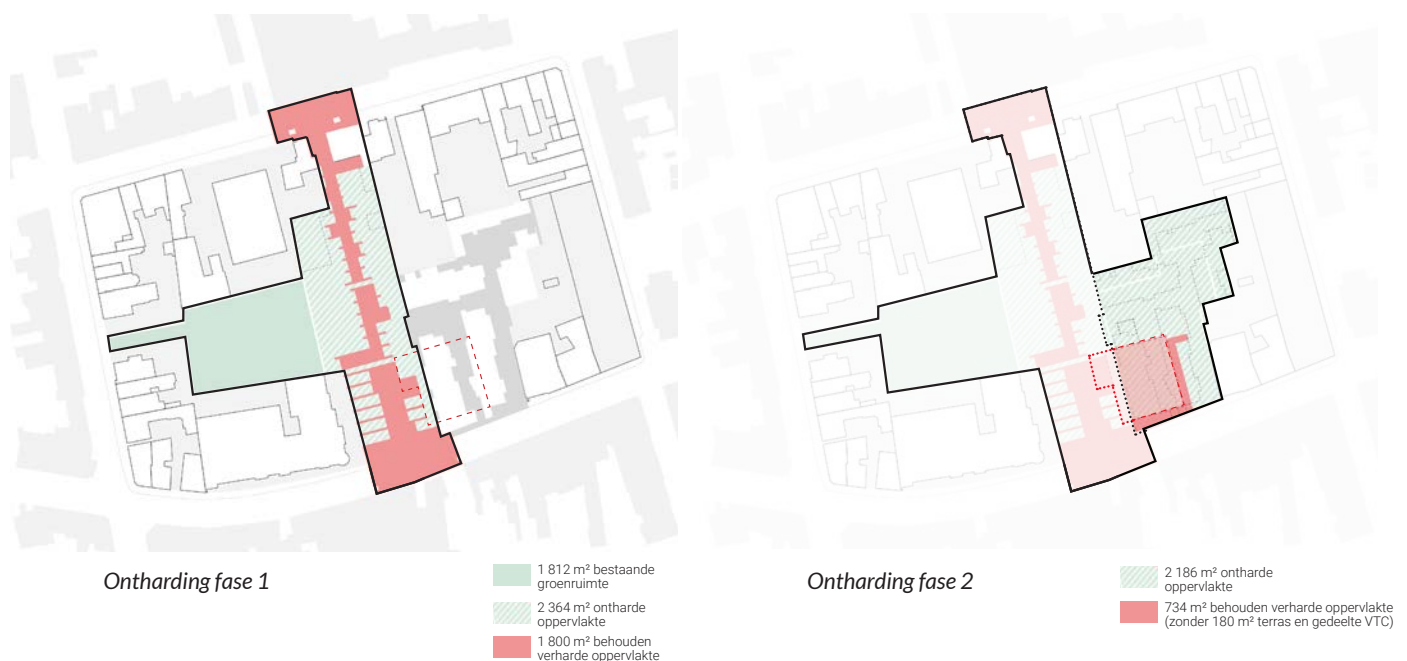 Ontharding fase 1
1 812 m² bestaande
groenruimte
2 364 m² ontharde
oppervlakte
1 800 m² behouden
verharde oppervlakte
Ontharding fase 2
2 186 m² ontharde
oppervlakte
734 m² behouden verharde oppervlakte
(zonder 180 m² terras en gedeelte VTC)